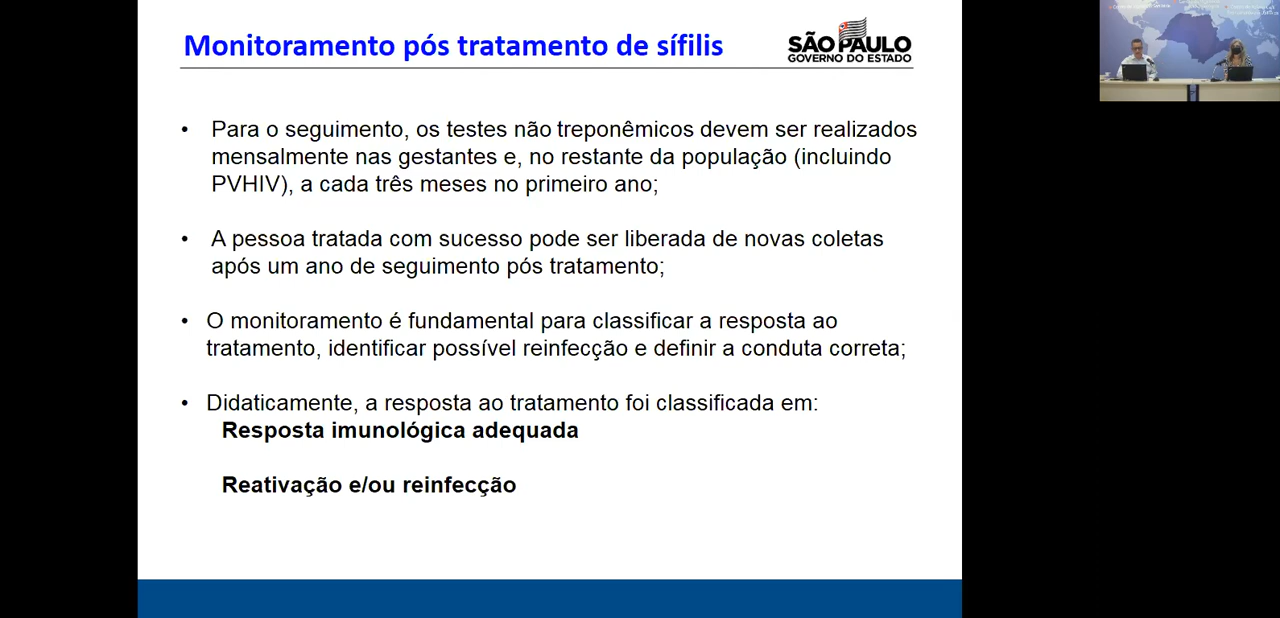 Monitoramento pós tratamento de sífilis
SÃO PAULO
GOVERNO DO ESTADO
• Para o seguimento, os testes não treponêmicos devem ser realizados
mensalmente nas gestantes e, no restante da população (incluindo
PVHIV), a cada três meses no primeiro ano;
• A pessoa tratada com sucesso pode ser liberada de novas coletas
após um ano de seguimento pós tratamento;
• O monitoramento é fundamental para classificar a resposta ao
tratamento, identificar possível reinfecção e definir a conduta correta;
• Didaticamente, a resposta ao tratamento foi classificada em:
Resposta imunológica adequada
Reativação e/ou reinfecção